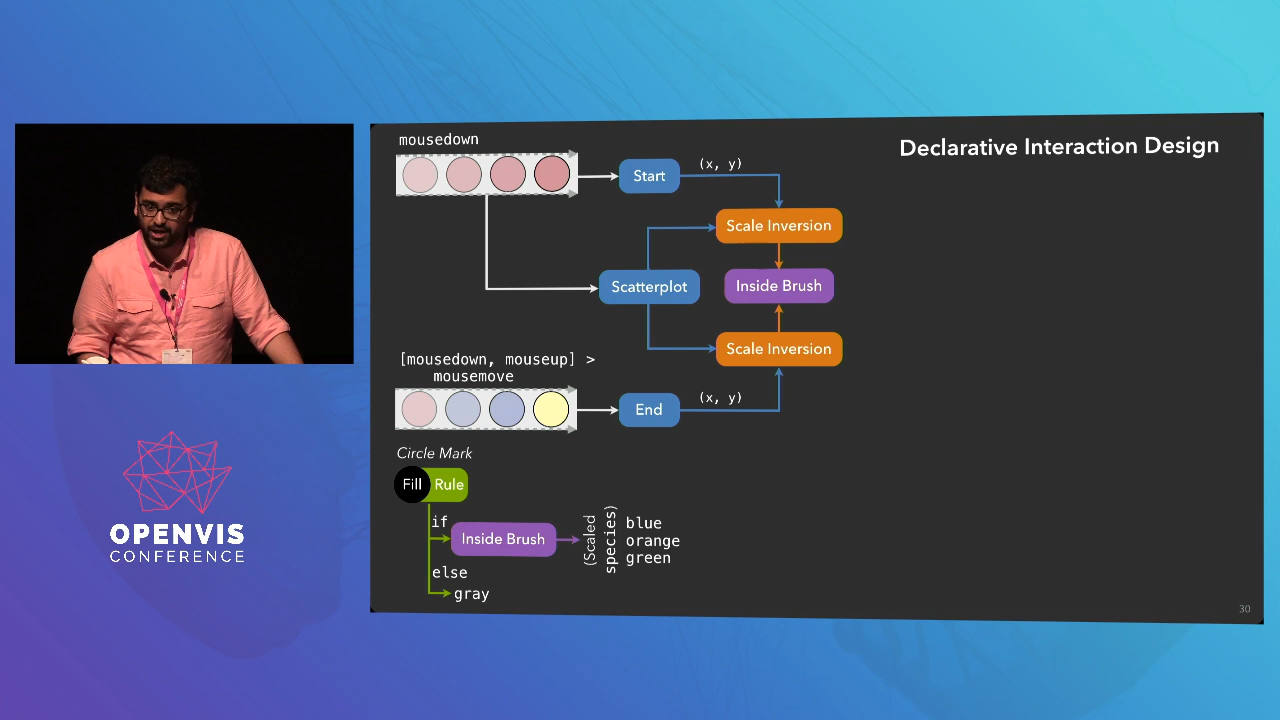 Declarative Interaction Design
mousedown
Start
(x, y)
Scale Inversion
Scatterplot
Inside Brush
Scale Inversion
[mousedown, mouseup] >
mousemove
End
(x, y)
Circle Mark
Fill Rule
if
Inside Brush
(Scaled
species)
blue
orange
green
else
gray
30
OPENVIS
CONFERENCE